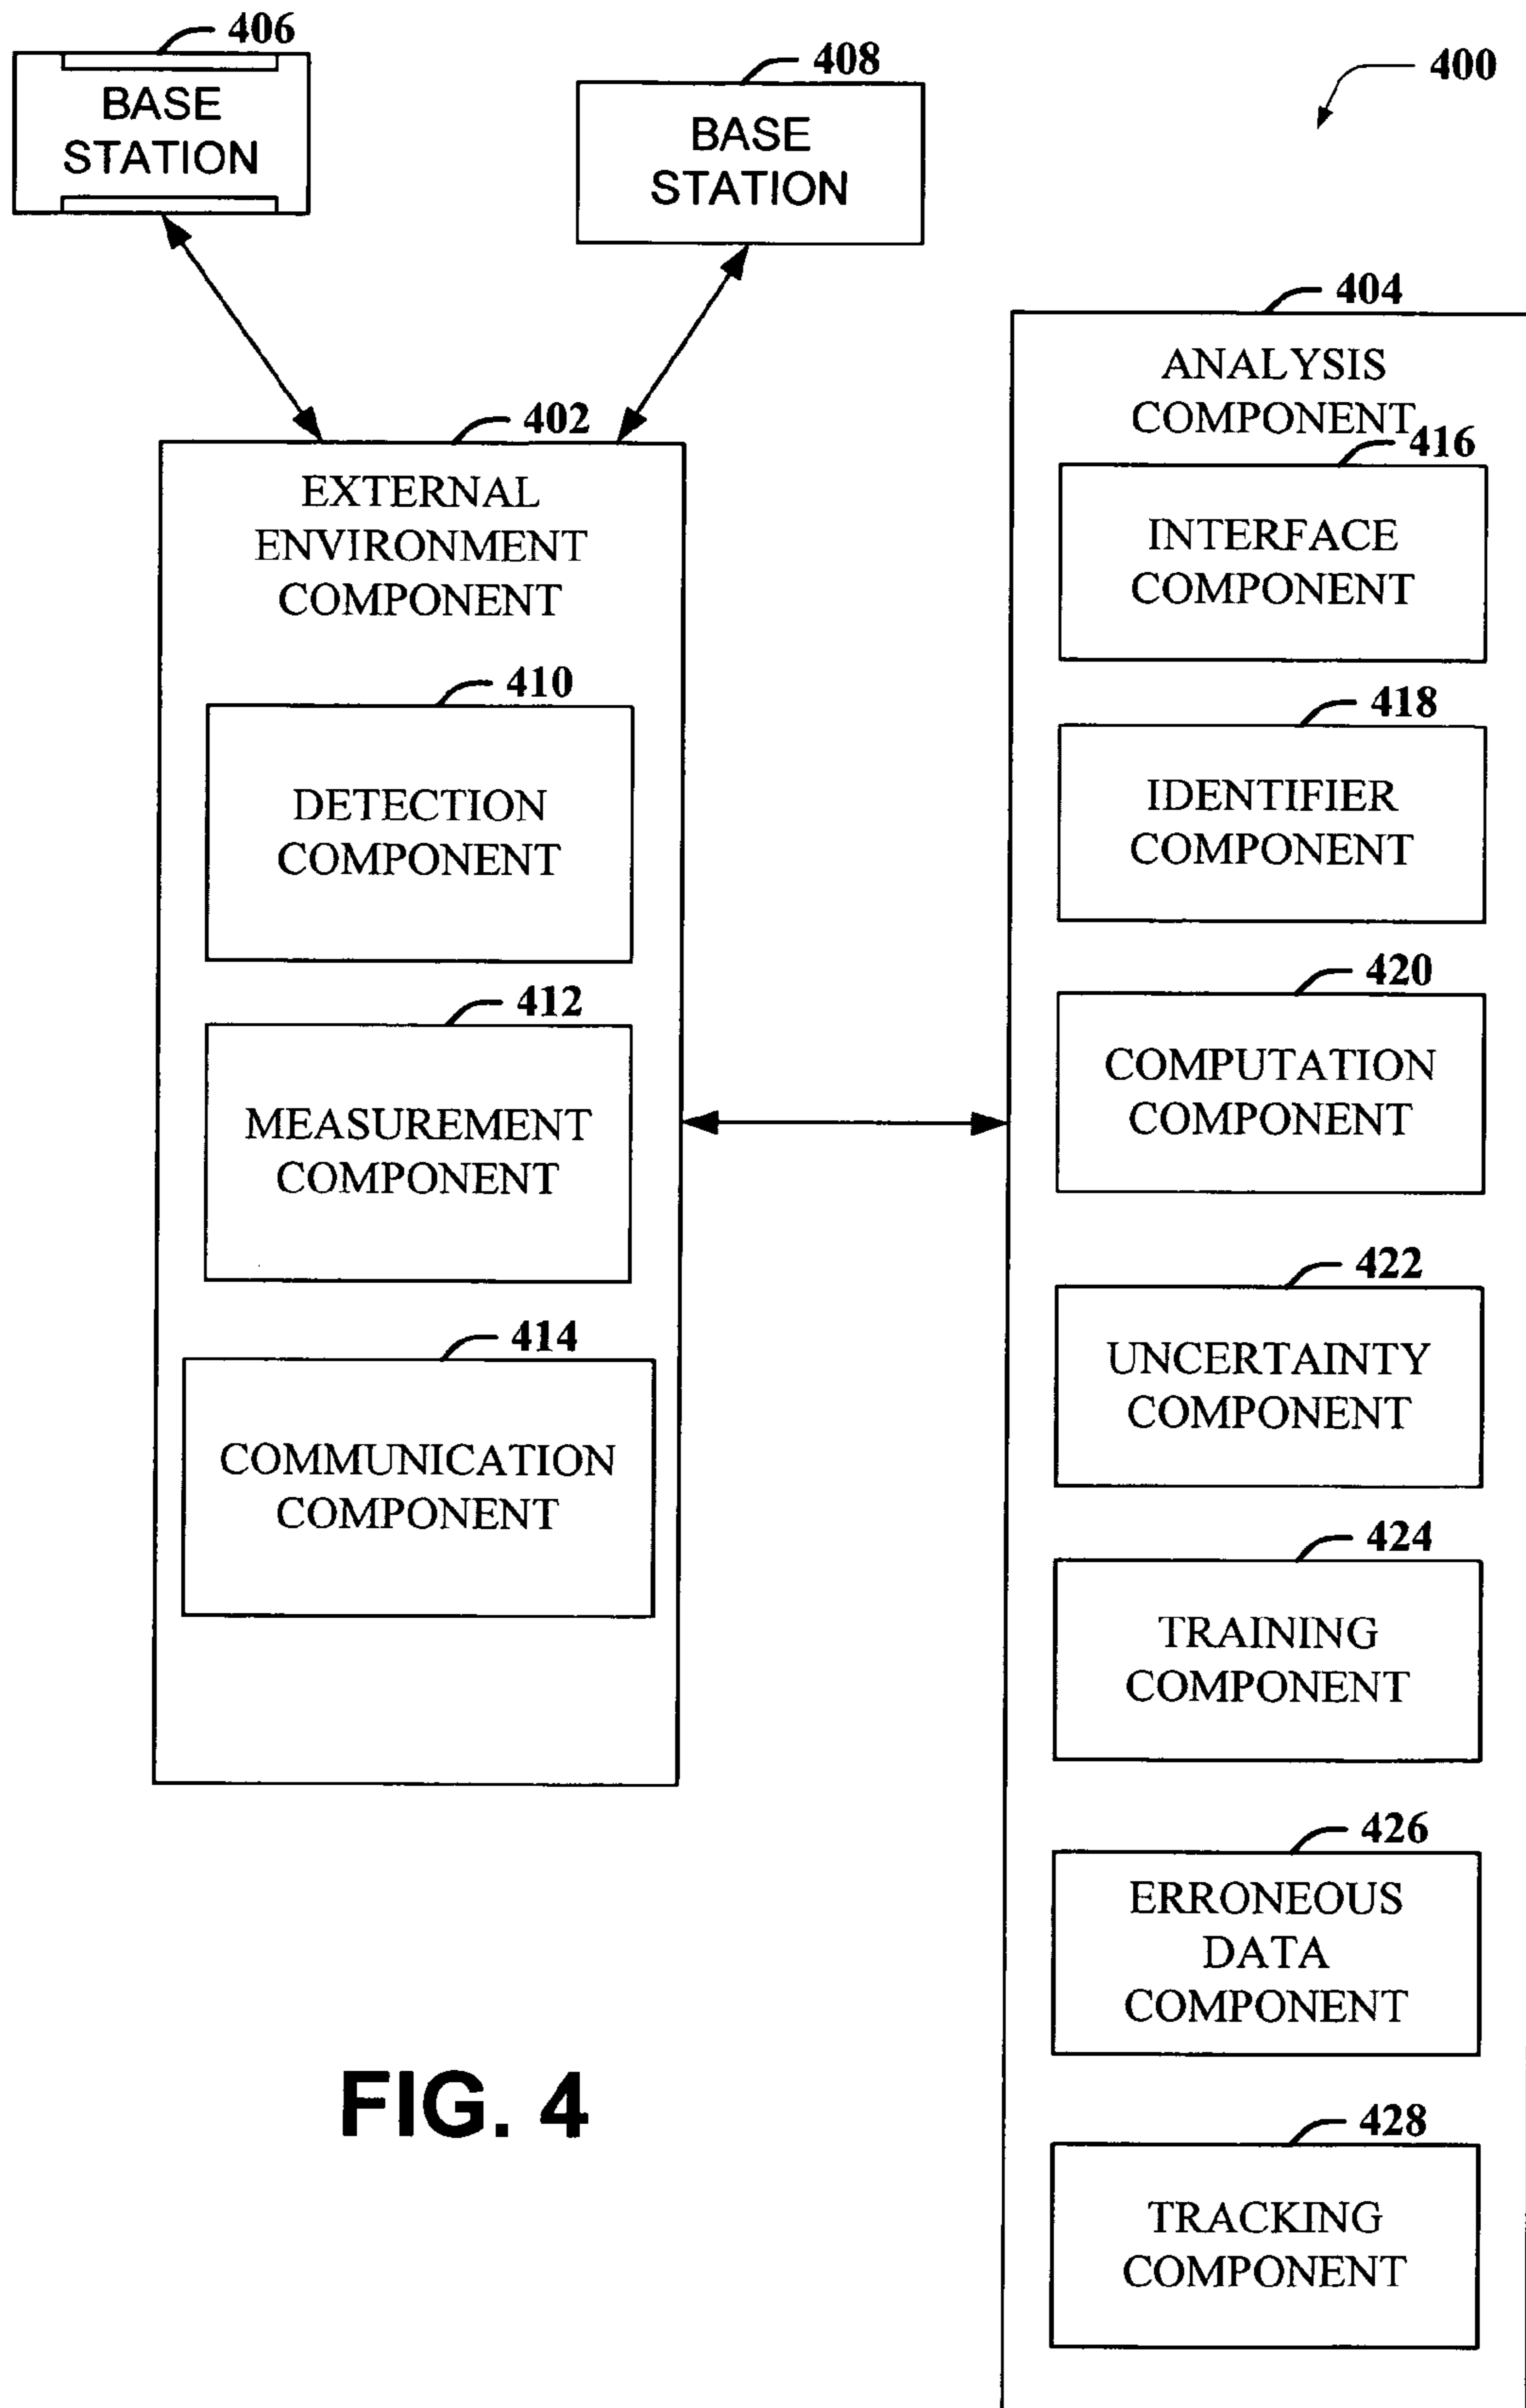 406
BASE
STATION
408
BASE
STATION
400
402
EXTERNAL
ENVIRONMENT
COMPONENT
410
DETECTION
COMPONENT
412
MEASUREMENT
COMPONENT
414
COMMUNICATION
COMPONENT
404
ANALYSIS
COMPONENT
416
INTERFACE
COMPONENT
418
IDENTIFIER
COMPONENT
420
COMPUTATION
COMPONENT
422
UNCERTAINTY
COMPONENT
424
TRAINING
COMPONENT
426
ERRONEOUS
DATA
COMPONENT
428
TRACKING
COMPONENT
FIG. 4